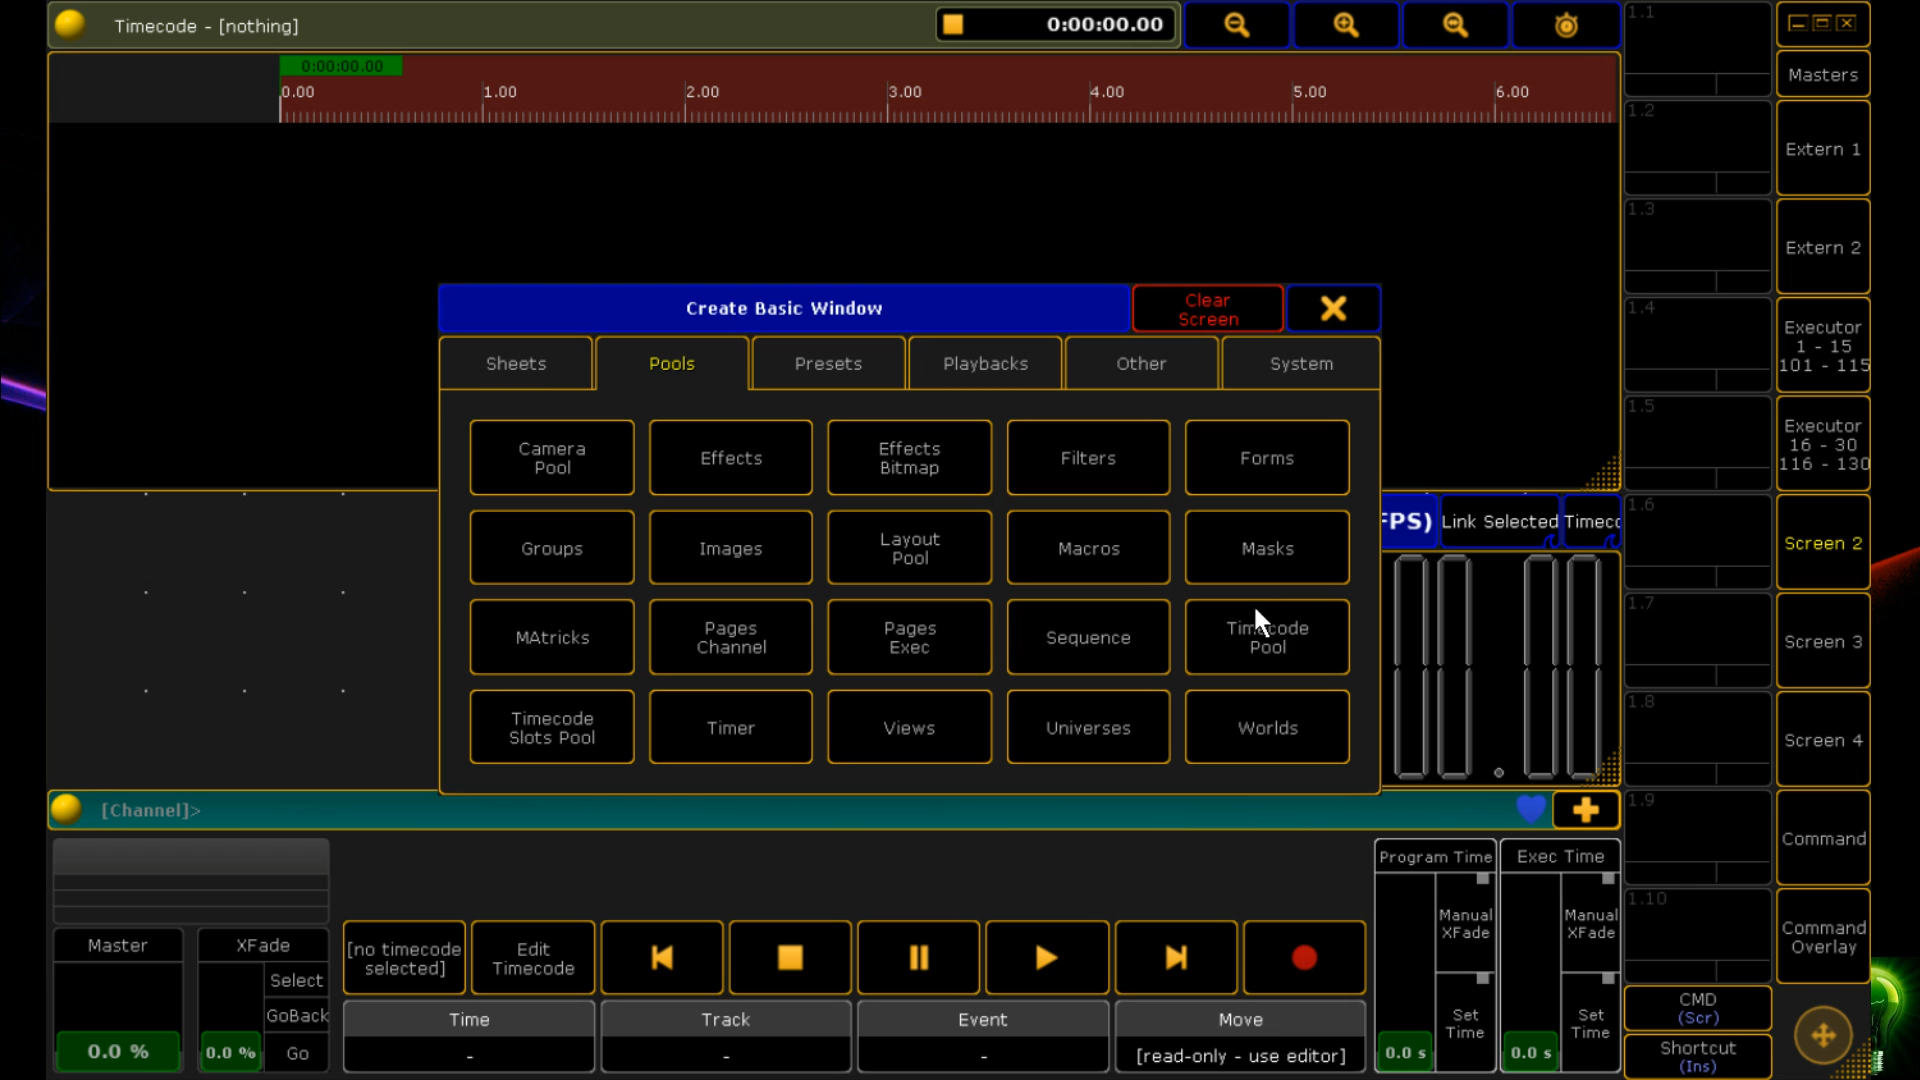 Timecode - [nothing]
0:00:00.00
0:00:00.00
0.00
1.00
2.00
3.00
4.00
5.00
6.00
Create Basic Window
Clear
Screen
Sheets
Pools
Presets
Playbacks
Other
System
Camera
Pool
Effects
Effects
Bitmap
Filters
Forms
Groups
Images
Layout
Pool
Macros
Masks
MAtricks
Pages
Channel
Pages
Exec
Sequence
Timecode
Pool
Timecode
Slots Pool
Timer
Views
Universes
Worlds
FPS)
Link Selected
Timeco
[Channel]>
Master
0.0 %
XFade
Select
GoBack
0.0 %
Go
[no timecode
selected]
Edit
Timecode
Time
-
Track
-
Event
-
Move
[read-only - use editor]
Program Time
Manual
XFade
Set
Time
0.0 s
Exec Time
Manual
XFade
Set
Time
0.0 s
1.1
1.2
1.3
1.4
1.5
1.6
1.7
1.8
1.9
1.10
CMD
(Scr)
Shortcut
(Ins)
Masters
Extern 1
Extern 2
Executor
1 - 15
101 - 115
Executor
16 - 30
116 - 130
Screen 2
Screen 3
Screen 4
Command
Command
Overlay